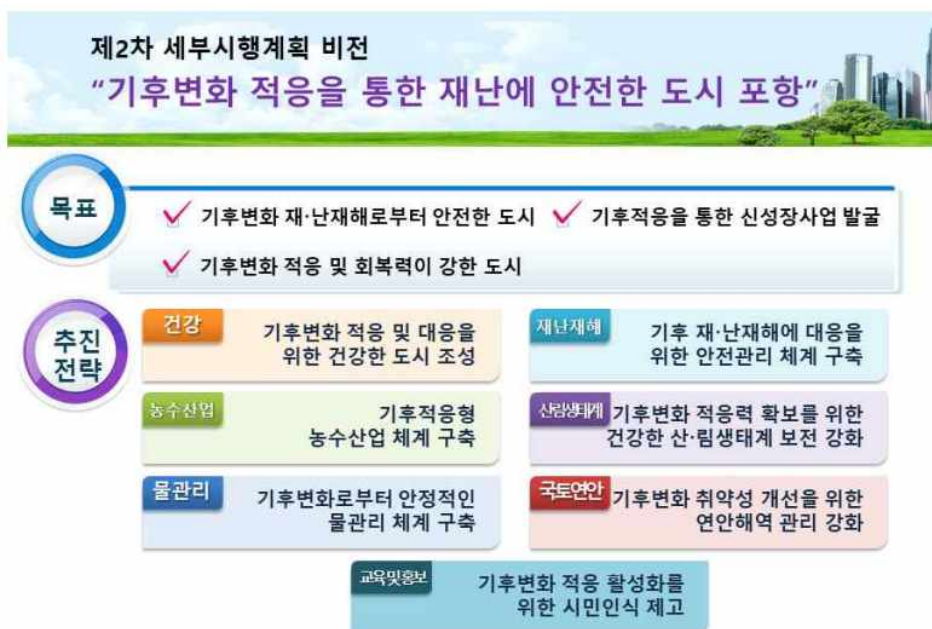 제2차 세부시행계획 비전
“기후변화 적응을 통한 재난에 안전한 도시 포항”
목표
기후변화 재·난재해로부터 안전한 도시
기후적응을 통한 신성장사업 발굴
기후변화 적응 및 회복력이 강한 도시
추진
전략
건강
기후변화 적응 및 대응을
위한 건강한 도시 조성
재난재해
기후 재·난재해에 대응을
위한 안전관리 체계 구축
농수산업
기후적응형
농수산업 체계 구축
산림생태계
기후변화 적응력 확보를 위한
건강한 산·림생태계 보전 강화
물관리
기후변화로부터 안정적인
물관리 체계 구축
국토연안
기후변화 취약성 개선을 위한
연안해역 관리 강화
교육및홍보
기후변화 적응 활성화를
위한 시민인식 제고